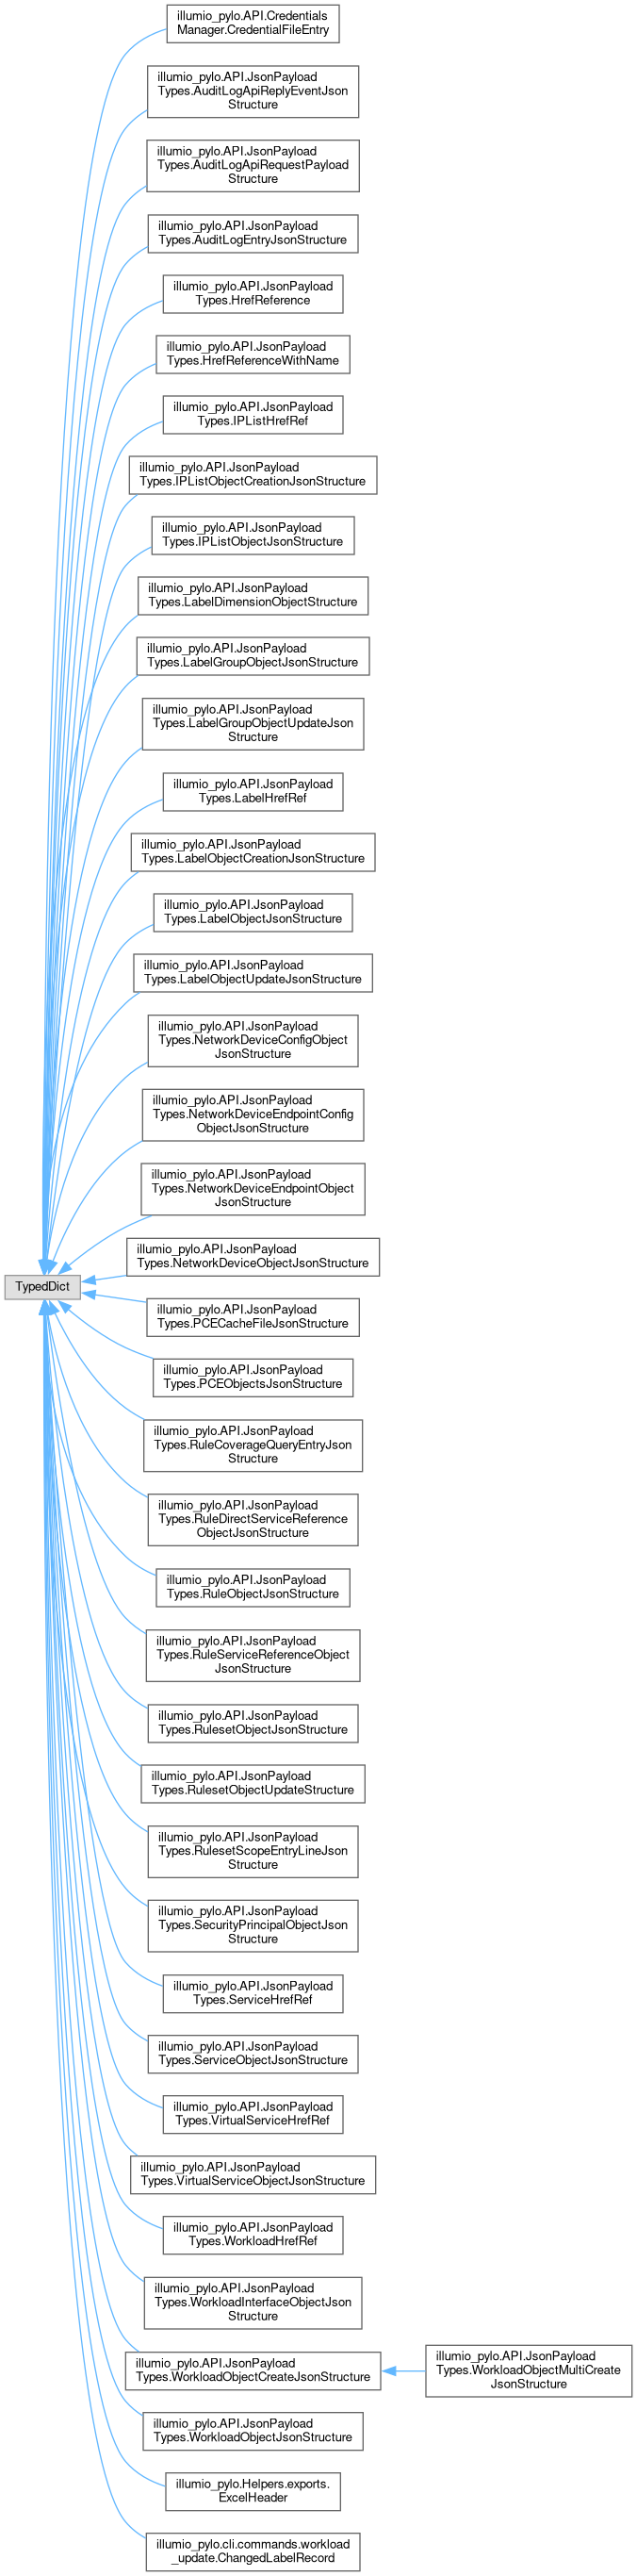 illumio_pylo.API.Credentials
Manager.CredentialFileEntry
illumio_pylo.API.JsonPayload
Types.AuditLogApiReplyEventJson
Structure
illumio_pylo.API.JsonPayload
Types.AuditLogApiRequestPayload
Structure
illumio_pylo.API.JsonPayload
Types.AuditLogEntryJsonStructure
illumio_pylo.API.JsonPayload
Types.HrefReference
illumio_pylo.API.JsonPayload
Types.HrefReferenceWithName
illumio_pylo.API.JsonPayload
Types.IPListHrefRef
illumio_pylo.API.JsonPayload
Types.IPListObjectCreationJsonStructure
illumio_pylo.API.JsonPayload
Types.IPListObjectJsonStructure
illumio_pylo.API.JsonPayload
Types.LabelDimensionObjectStructure
illumio_pylo.API.JsonPayload
Types.LabelGroupObjectJsonStructure
illumio_pylo.API.JsonPayload
Types.LabelGroupObjectUpdateJson
Structure
illumio_pylo.API.JsonPayload
Types.LabelHrefRef
illumio_pylo.API.JsonPayload
Types.LabelObjectCreationJsonStructure
illumio_pylo.API.JsonPayload
Types.LabelObjectJsonStructure
illumio_pylo.API.JsonPayload
Types.LabelObjectUpdateJsonStructure
illumio_pylo.API.JsonPayload
Types.NetworkDeviceConfigObject
JsonStructure
illumio_pylo.API.JsonPayload
Types.NetworkDeviceEndpointConfig
ObjectJsonStructure
illumio_pylo.API.JsonPayload
Types.NetworkDeviceEndpointObject
JsonStructure
illumio_pylo.API.JsonPayload
Types.NetworkDeviceObjectJsonStructure
TypedDict
illumio_pylo.API.JsonPayload
Types.PCECacheFileJsonStructure
illumio_pylo.API.JsonPayload
Types.PCEObjectsJsonStructure
illumio_pylo.API.JsonPayload
Types.RuleCoverageQueryEntryJson
Structure
illumio_pylo.API.JsonPayload
Types.RuleDirectServiceReference
ObjectJsonStructure
illumio_pylo.API.JsonPayload
Types.RuleObjectJsonStructure
illumio_pylo.API.JsonPayload
Types.RuleServiceReferenceObject
JsonStructure
illumio_pylo.API.JsonPayload
Types.RulesetObjectJsonStructure
illumio_pylo.API.JsonPayload
Types.RulesetObjectUpdateStructure
illumio_pylo.API.JsonPayload
Types.RulesetScopeEntryLineJson
Structure
illumio_pylo.API.JsonPayload
Types.SecurityPrincipalObjectJson
Structure
illumio_pylo.API.JsonPayload
Types.ServiceHrefRef
illumio_pylo.API.JsonPayload
Types.ServiceObjectJsonStructure
illumio_pylo.API.JsonPayload
Types.VirtualServiceHrefRef
illumio_pylo.API.JsonPayload
Types.VirtualServiceObjectJsonStructure
illumio_pylo.API.JsonPayload
Types.WorkloadHrefRef
illumio_pylo.API.JsonPayload
Types.WorkloadInterfaceObjectJson
Structure
illumio_pylo.API.JsonPayload
Types.WorkloadObjectCreateJsonStructure
illumio_pylo.API.JsonPayload
Types.WorkloadObjectMultiCreate
JsonStructure
illumio_pylo.API.JsonPayload
Types.WorkloadObjectJsonStructure
illumio_pylo.Helpers.exports.
ExcelHeader
illumio_pylo.cli.commands.workload
_update.ChangedLabelRecord